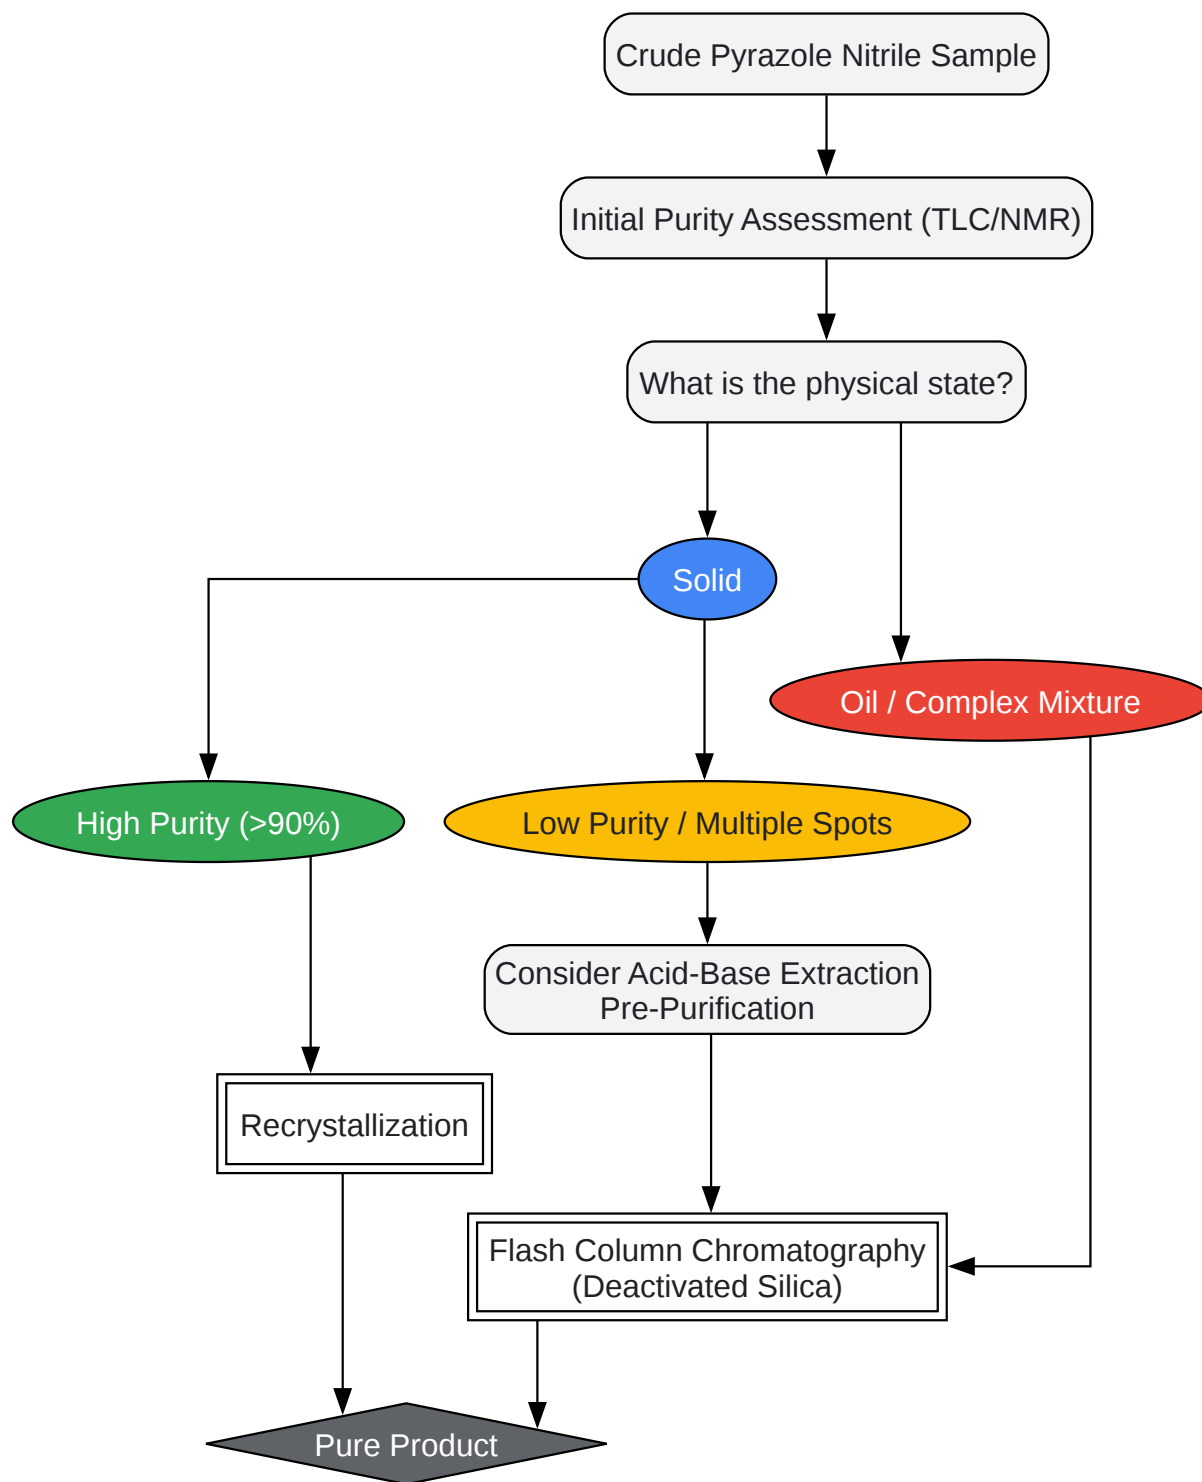 Crude Pyrazole Nitrile Sample
Initial Purity Assessment (TLC/NMR)
What is the physical state?
Solid
Oil / Complex Mixture
High Purity (>90%)
Low Purity / Multiple Spots
Consider Acid-Base Extraction
Pre-Purification
Recrystallization
Flash Column Chromatography
(Deactivated Silica)
Pure Product